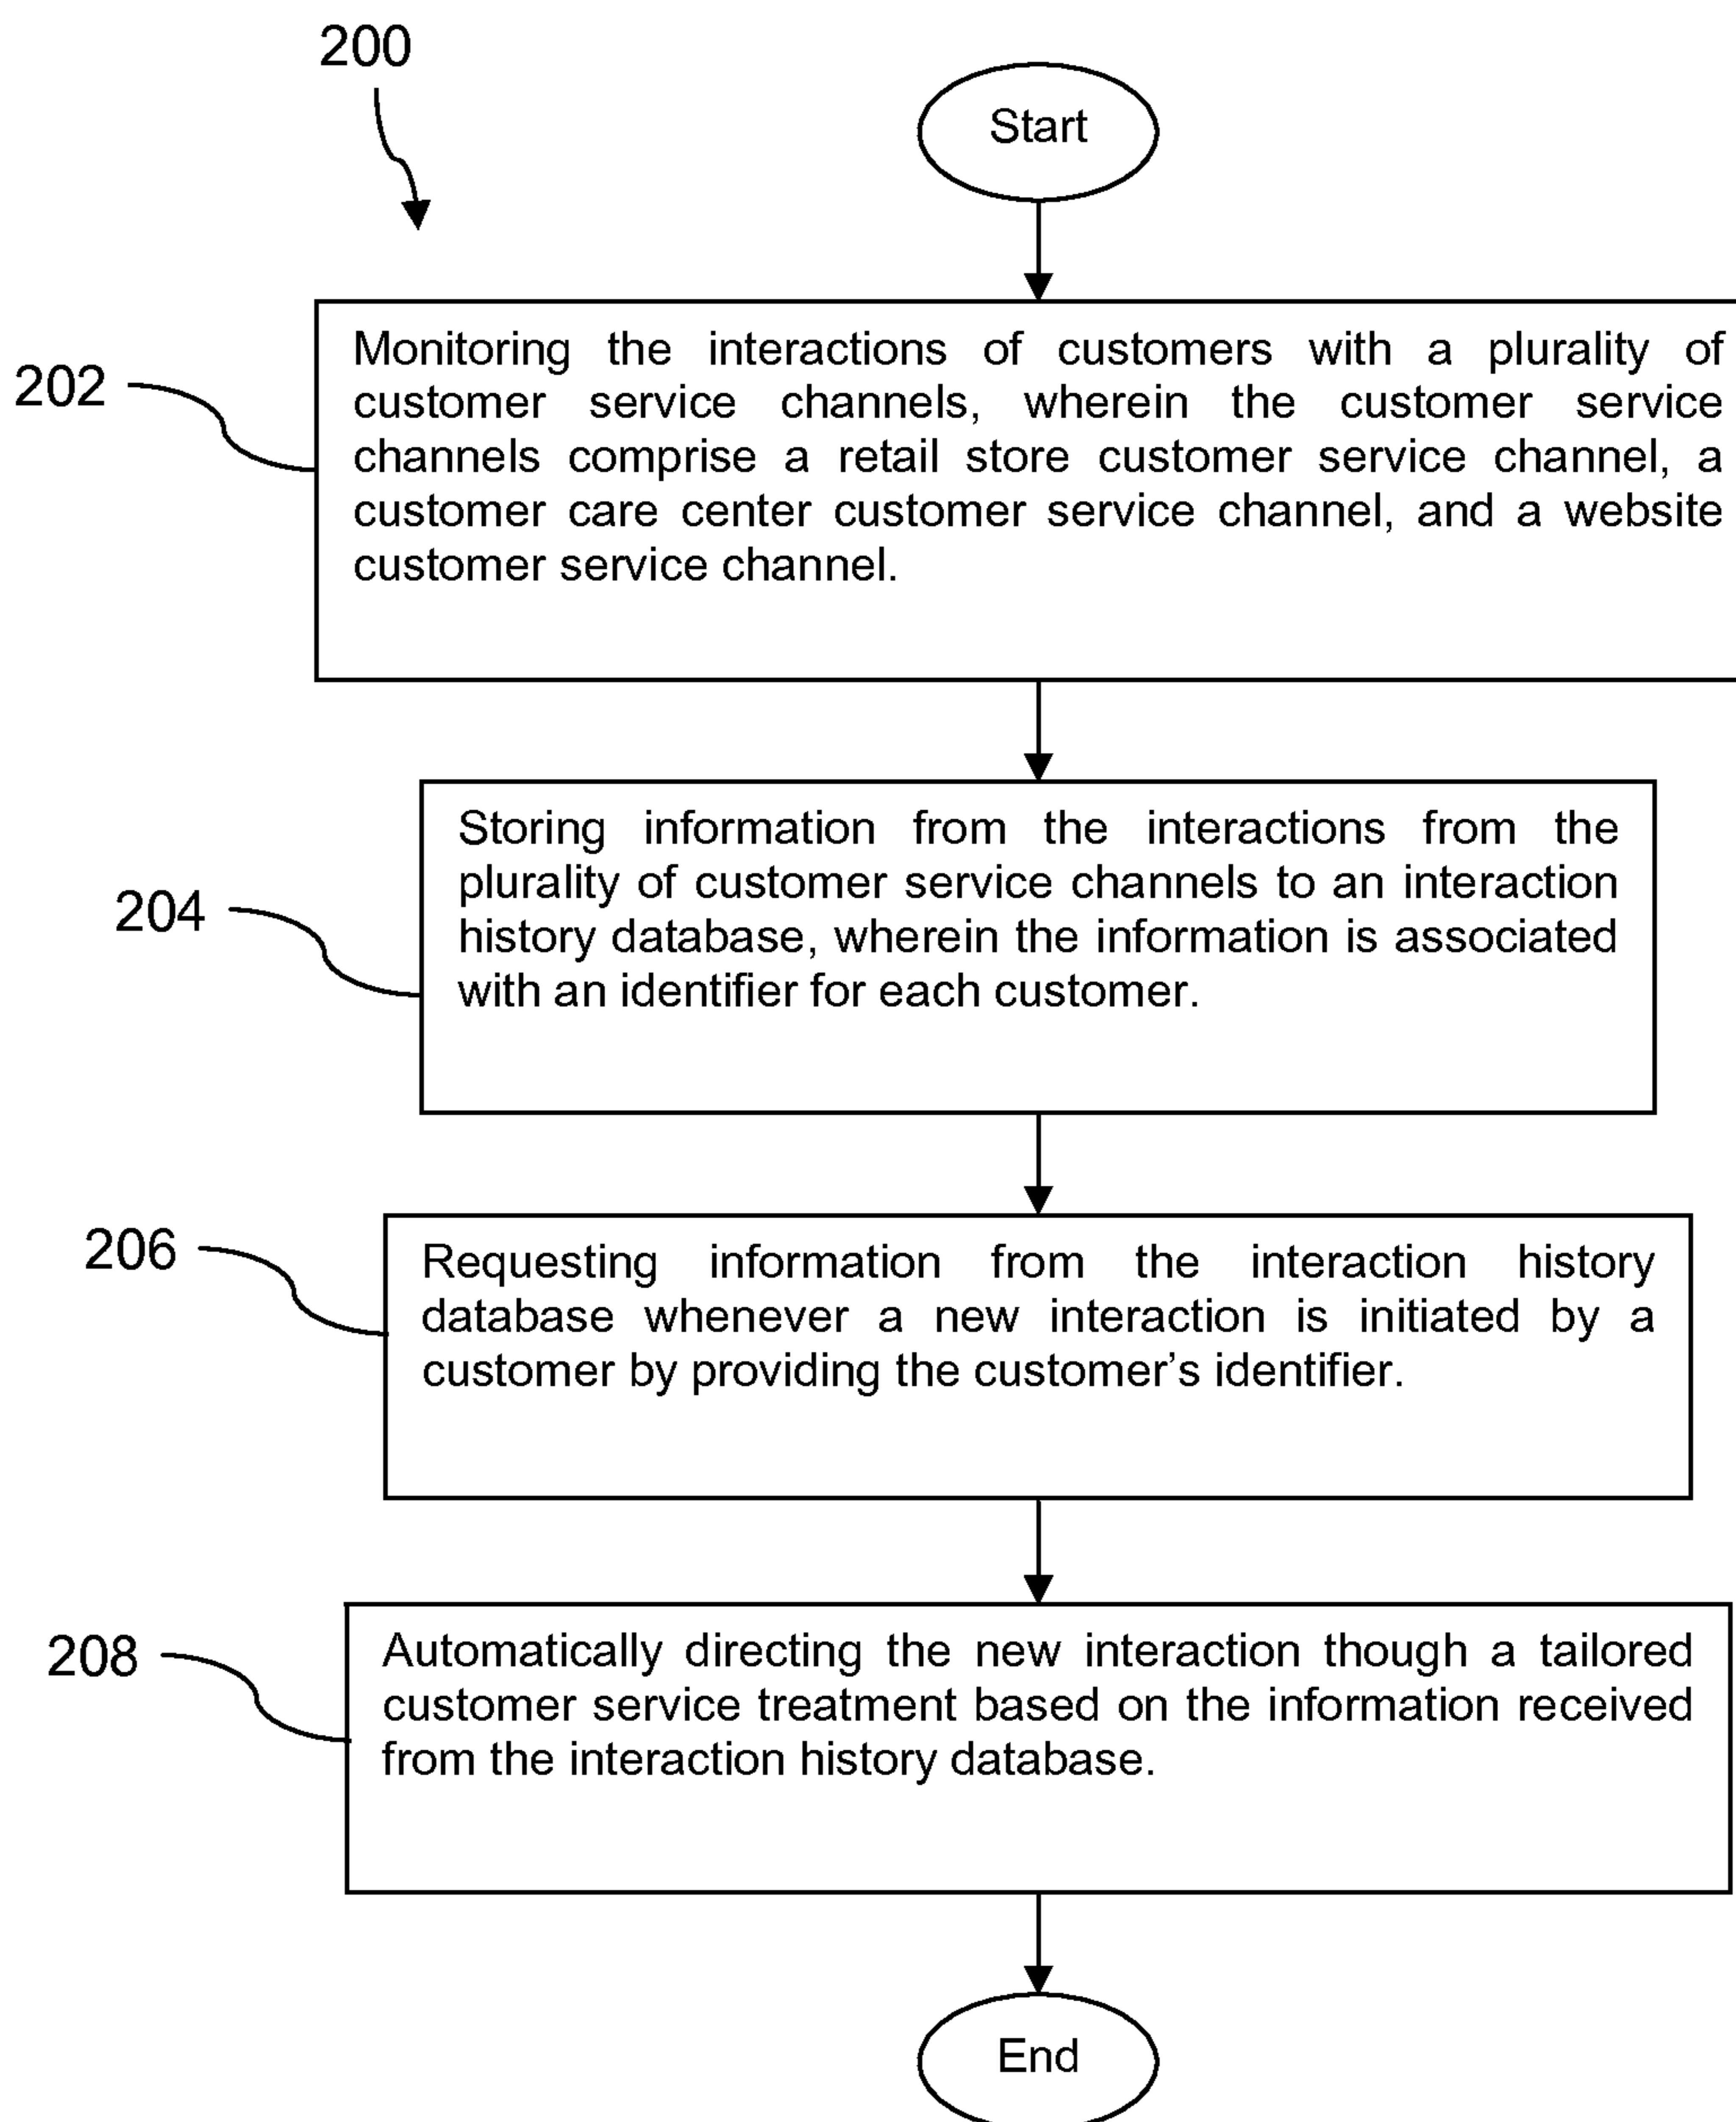 200
Start
202
Monitoring the interactions of customers with a plurality of
customer service channels, wherein the customer service
channels comprise a retail store customer service channel, a
customer care center customer service channel, and a website
customer service channel.
204
Storing information from the interactions from the
plurality of customer service channels to an interaction
history database, wherein the information is associated
with an identifier for each customer.
206
Requesting information from the interaction history
database whenever a new interaction is initiated by a
customer by providing the customer’s identifier.
208
Automatically directing the new interaction though a tailored
customer service treatment based on the information received
from the interaction history database.
End